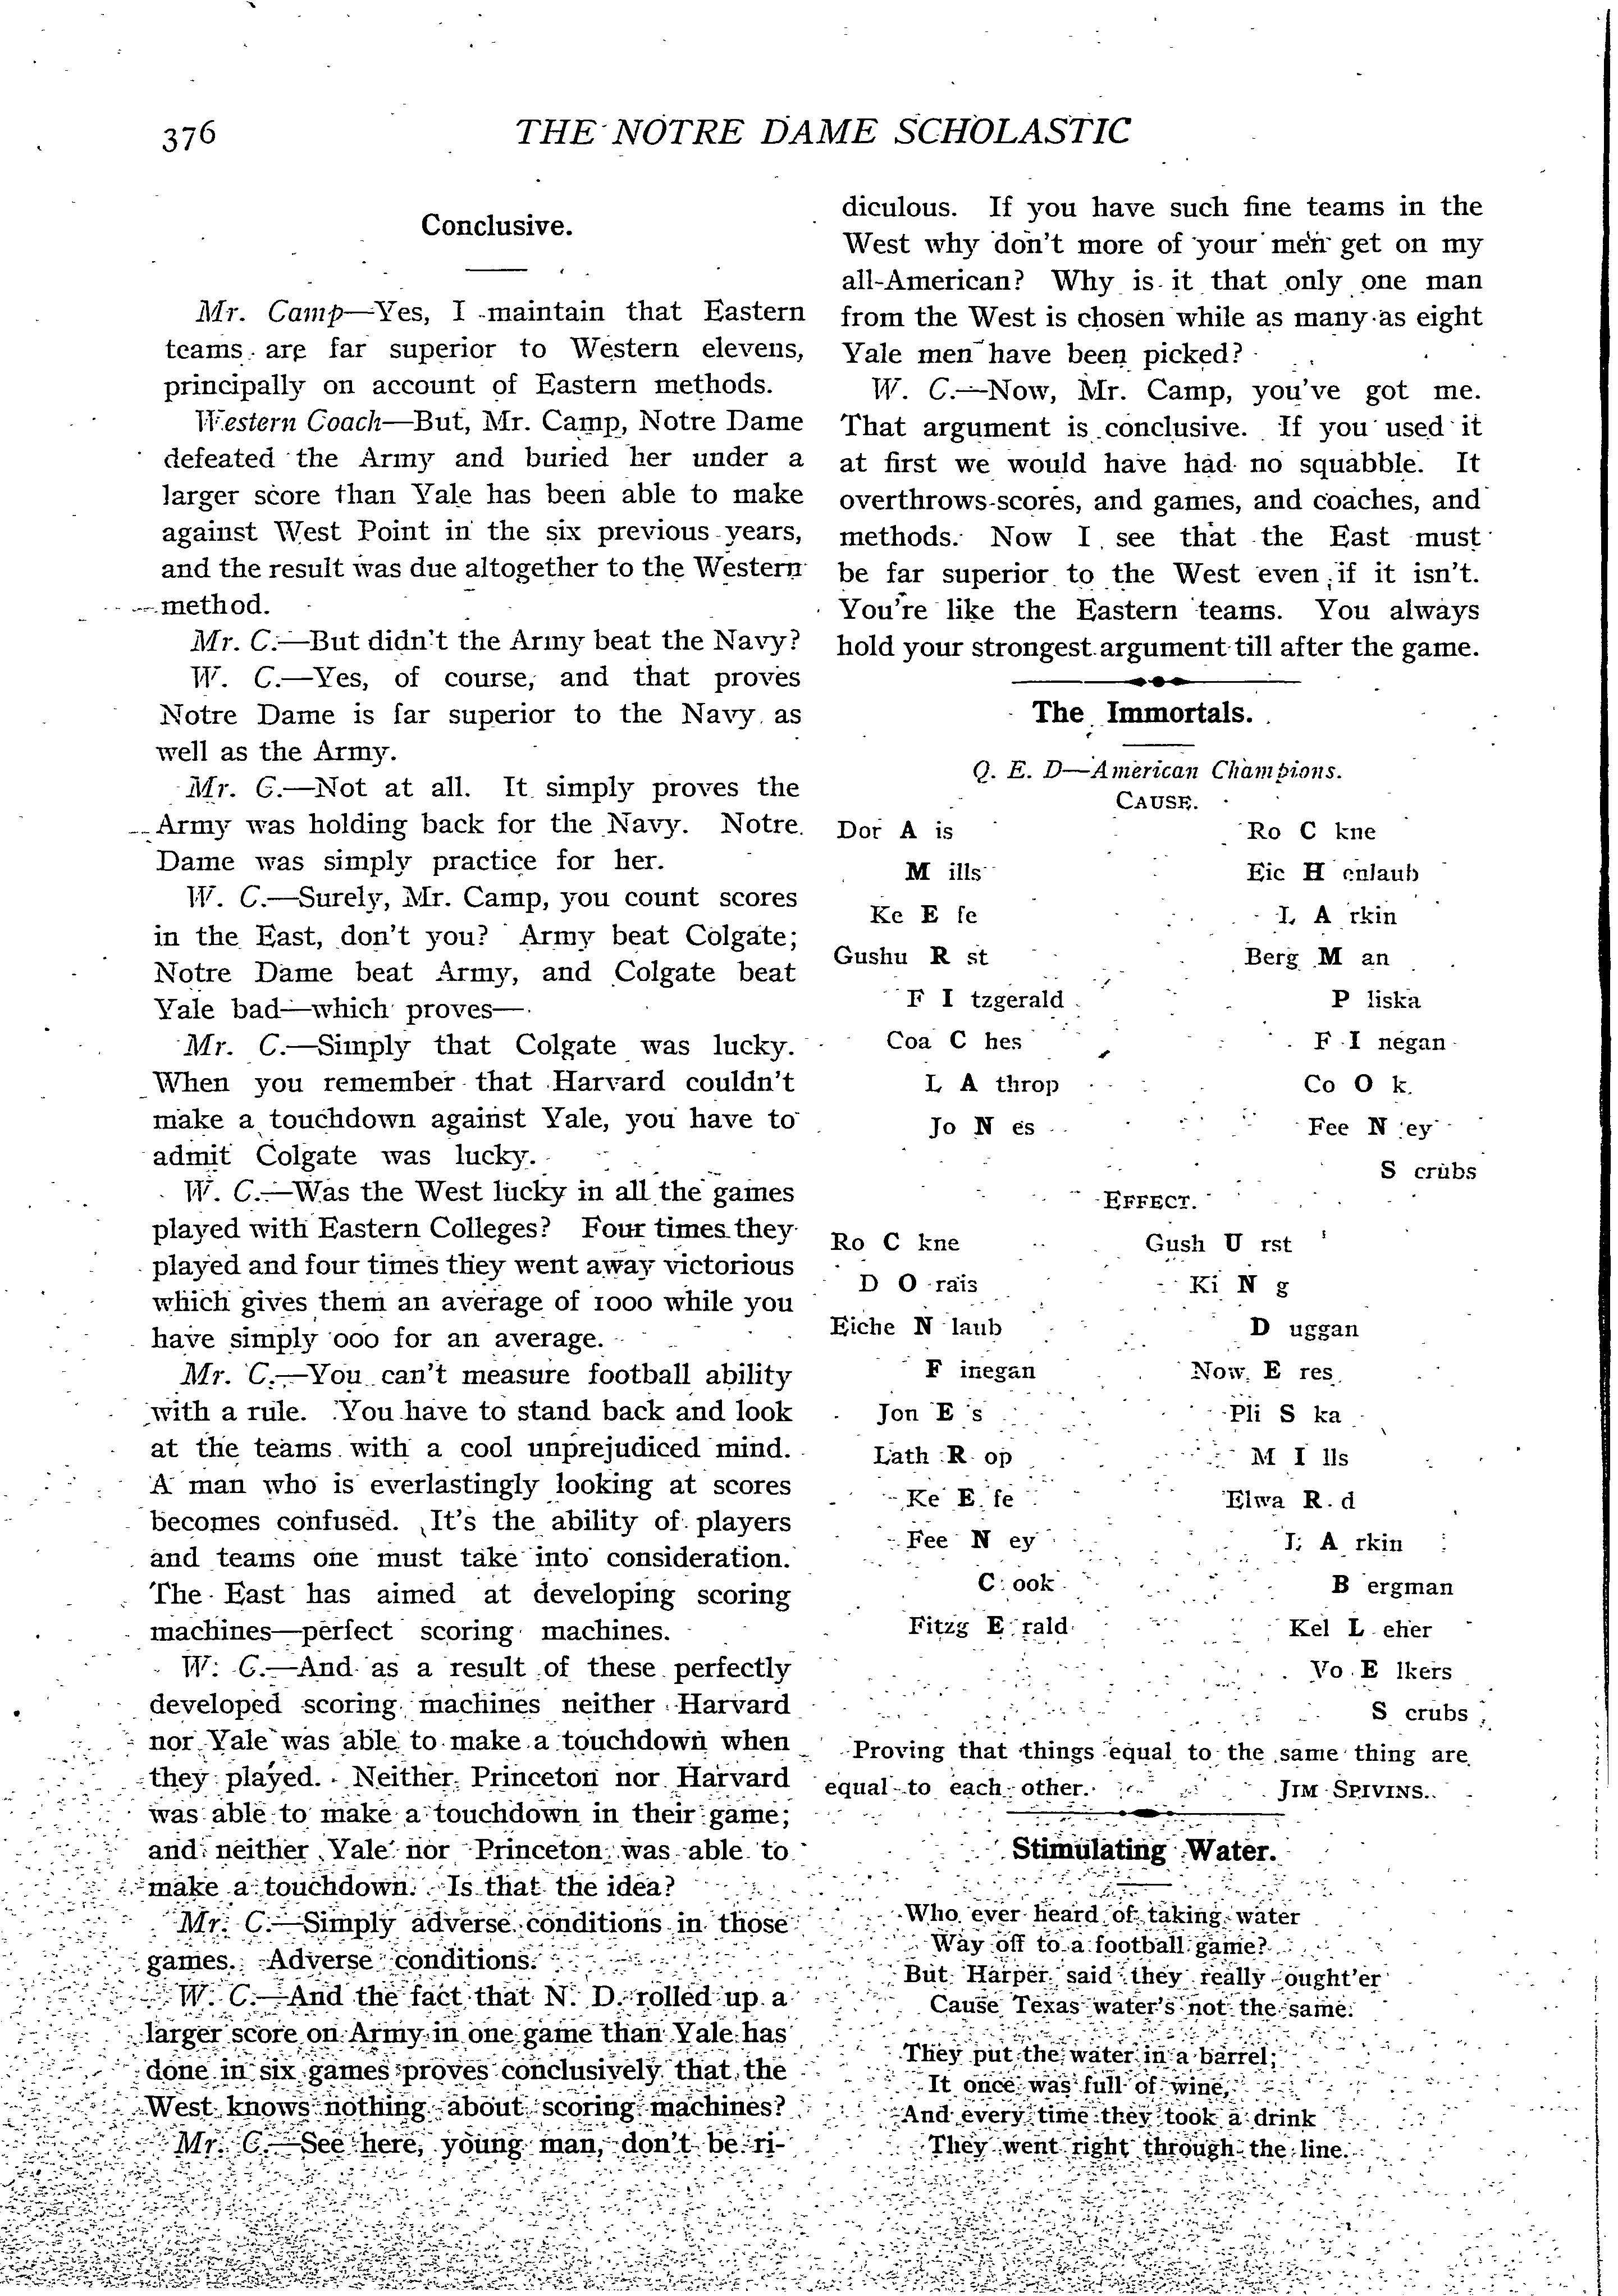 376
THE NOTRE DAME SCHOLASTIC
Conclusive.
Mr. Camp—Yes, I maintain that Eastern
teams are far superior to Western elevens,
principally on account of Eastern methods.
Western Coach—But, Mr. Camp, Notre Dame
defeated the Army and buried her under a
larger score than Yale has been able to make
against West Point in the six previous years,
and the result was due altogether to the Western
method.
Mr. C.—But didn't the Army beat the Navy?
W. C.—Yes, of course, and that proves
Notre Dame is far superior to the Navy as
well as the Army.
Mr. C.—Not at all. It simply proves the
Army was holding back for the Navy. Notre
Dame was simply practice for her.
W. C.—Surely, Mr. Camp, you count scores
in the East, don't you? Army beat Colgate;
Notre Dame beat Army, and Colgate beat
Yale bad—which proves—
Mr. C.—Simply that Colgate was lucky.
When you remember that Harvard couldn't
make a touchdown against Yale, you have to
admit Colgate was lucky.
W. C.—Was the West lucky in all the games
played with Eastern Colleges? Four times they
played and four times they went away victorious
which gives them an average of 1000 while you
have simply 000 for an average.
Mr. C.—You can't measure football ability
with a rule. You have to stand back and look
at the teams with a cool unprejudiced mind.
A man who is everlastingly looking at scores
becomes confused. It's the ability of players
and teams one must take into consideration.
The East has aimed at developing scoring
machines—perfect scoring machines.
W. C.—And as a result of these perfectly
developed scoring machines neither Harvard
nor Yale was able to make a touchdown when
they played. Neither Princeton nor Harvard
was able to make a touchdown in their game;
and neither Yale nor Princeton was able to
make a touchdown. Is that the idea?
Mr. C.—Simply adverse conditions in those
games. Adverse conditions.
W. C.—And the fact that N. D. rolled up a
larger score on Army in one game than Yale has
done in six games proves conclusively that the
West knows nothing about scoring machines?
Mr. C.—See here, young man, don't be ri-
diculous. If you have such fine teams in the
West why don't more of your men get on my
all-American? Why is it that only one man
from the West is chosen while as many as eight
Yale men have been picked?
W. C.—Now, Mr. Camp, you've got me.
That argument is conclusive. If you used it
at first we would have had no squabble. It
overthrows scores, and games, and coaches, and
methods. Now I see that the East must
be far superior to the West even if it isn't.
You're like the Eastern teams. You always
hold your strongest argument till after the game.
The Immortals.
Q. E. D—American Champions.
CAUSE.
Dor A is
M ills
Ke E fe
Gushu R st
F I tzgerald
Coa C hes
L A throp
Jo N es
Ro C kne
Eic H enlaub
L A rkin
Berg M an
P liska
F I negan
Co O k.
Fee N ey
S crubs
EFFECT.
Ro C kne
D O rais
Eiche N laub
F inegan
Jon E s
Lath R op
Ke E fe
Fee N ey
C ook
Fitzg E rald
Gush U rst
Ki N g
D uggan
Now E res
Pli S ka
M I lls
Elwa R d
L A rkin
B ergman
Kel L eher
Vo E lkers
S crubs
Proving that things equal to the same thing are
equal to each other. JIM SPIVINS.
Stimulating Water.
Who ever heard of taking water
Way off to a football game?
But Harper said they really ought'er
Cause Texas water's not the same.
They put the water in a barrel;
It once was full of wine,
And every time they took a drink
They went right through the line.